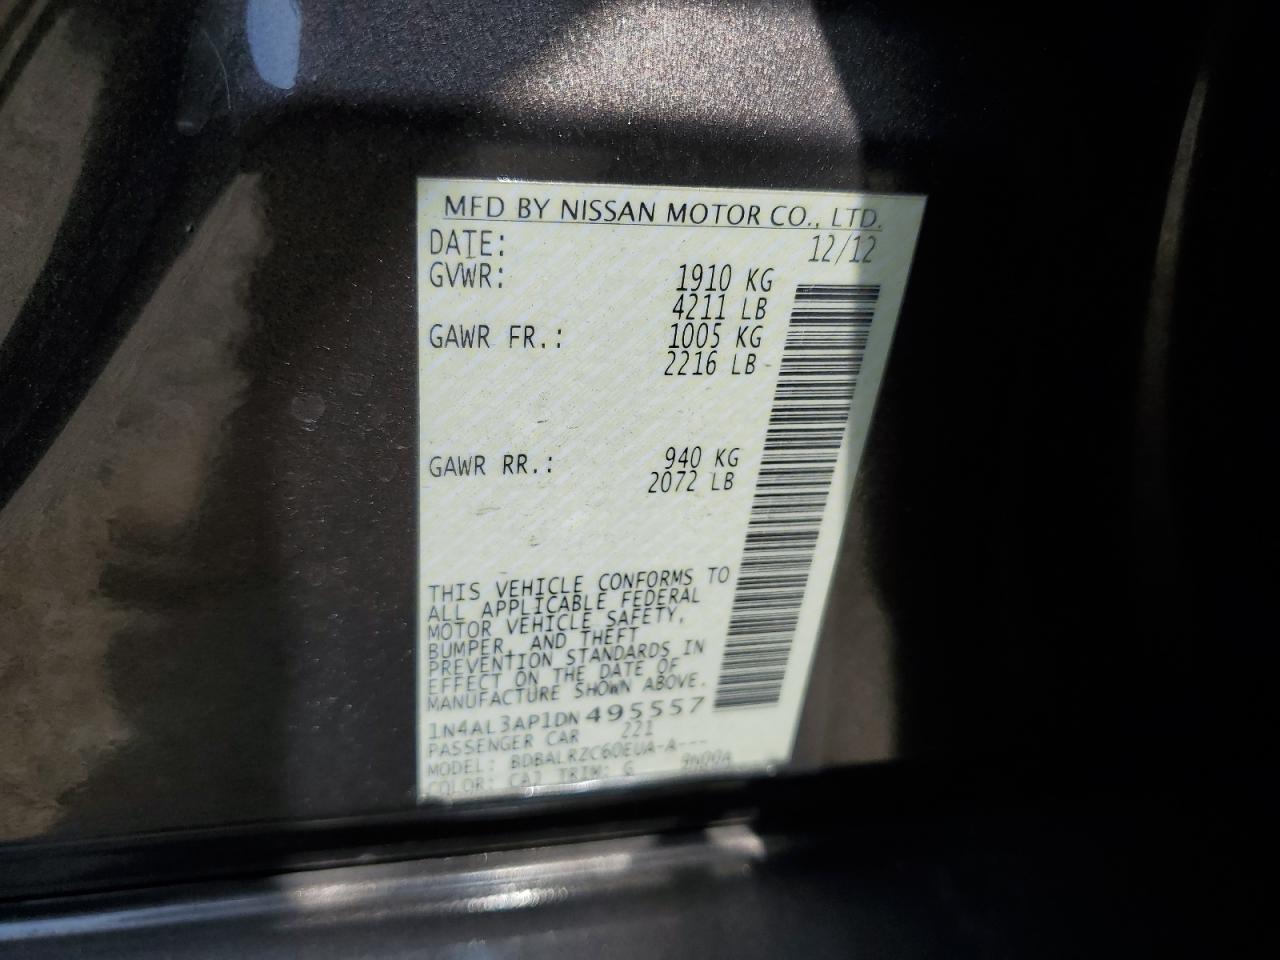 MFD BY NISSAN MOTOR CO., LTD.
DATE: 12/12
GVWR: 1910 KG
4211 LB
GAWR FR.: 1005 KG
2216 LB
GAWR RR.: 940 KG
2072 LB
THIS VEHICLE CONFORMS TO
ALL APPLICABLE FEDERAL
MOTOR VEHICLE SAFETY,
BUMPER, AND THEFT
PREVENTION STANDARDS IN
EFFECT ON THE DATE OF
MANUFACTURE SHOWN ABOVE.
1N4AL3AP1DN 495557
PASSENGER CAR 221
MODEL: BDBALRZC60EUA-A---
COLOR: CAJ TRIM: G